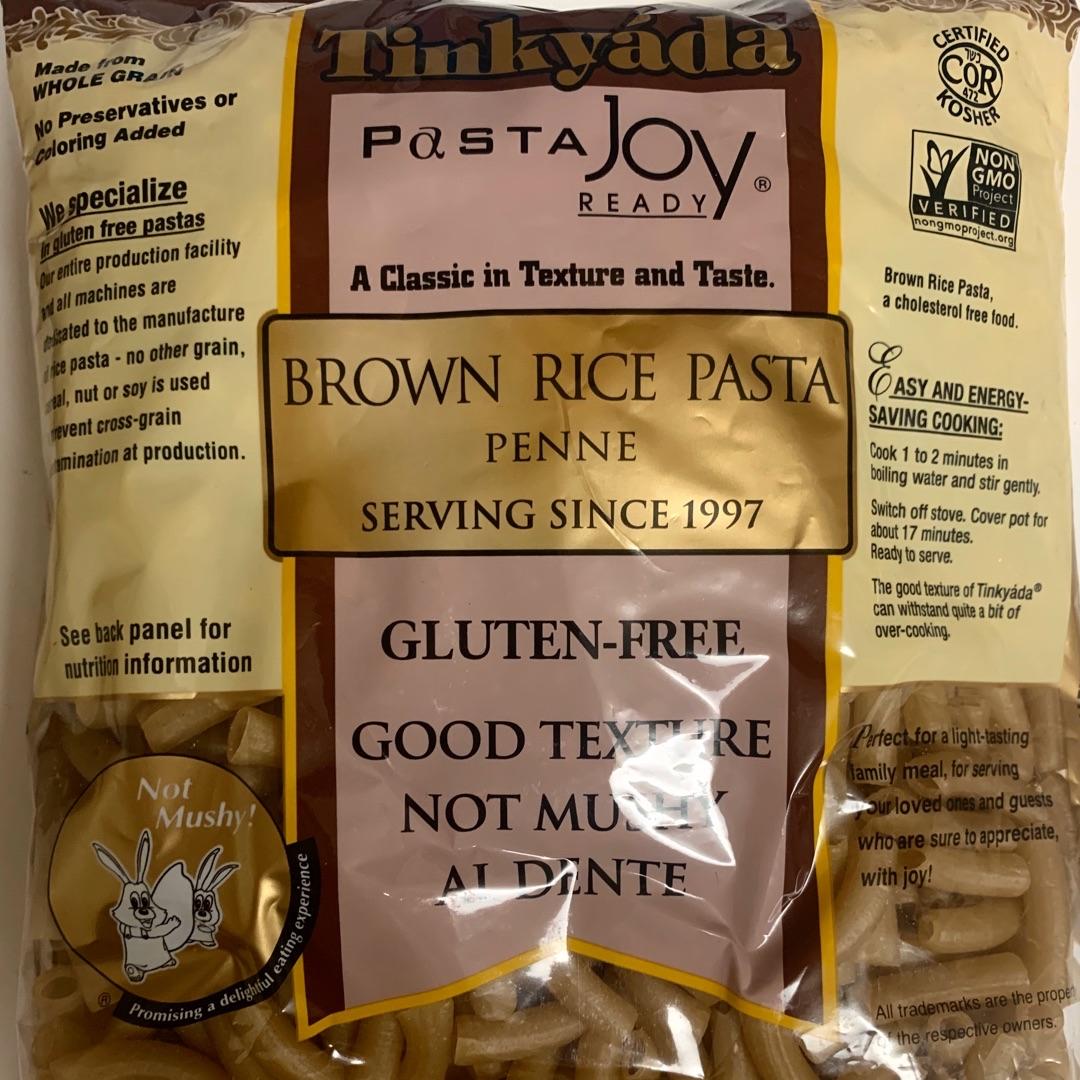 Tinkyáda
Made from
WHOLE GRAIN
No Preservatives or
Coloring Added
We specialize
in gluten free pastas
Our entire production facility
and all machines are
dedicated to the manufacture
rice pasta - no other grain,
nut or soy is used
cross-grain
at production.
See back panel for
nutrition information
PaSTA JOY
READY ®
A Classic in Texture and Taste.
BROWN RICE PASTA
PENNE
SERVING SINCE 1997
GLUTEN-FREE
GOOD TEXTURE
NOT MUSHY
AL DENTE
CERTIFIED
כשר
COR
472
KOSHER
NON
GMO
Project
VERIFIED
nongmoproject.org
Brown Rice Pasta,
a cholesterol free food.
EASY AND ENERGY-
SAVING COOKING:
Cook 1 to 2 minutes in
boiling water and stir gently.
Switch off stove. Cover pot for
about 17 minutes.
Ready to serve.
The good texture of Tinkyáda®
can withstand quite a bit of
over-cooking.
Perfect for a light-tasting
family meal, for serving
your loved ones and guests
who are sure to appreciate,
with joy!
Not
Mushy!
Promising a delightful eating experience
®
All trademarks are the
of the respective owners.